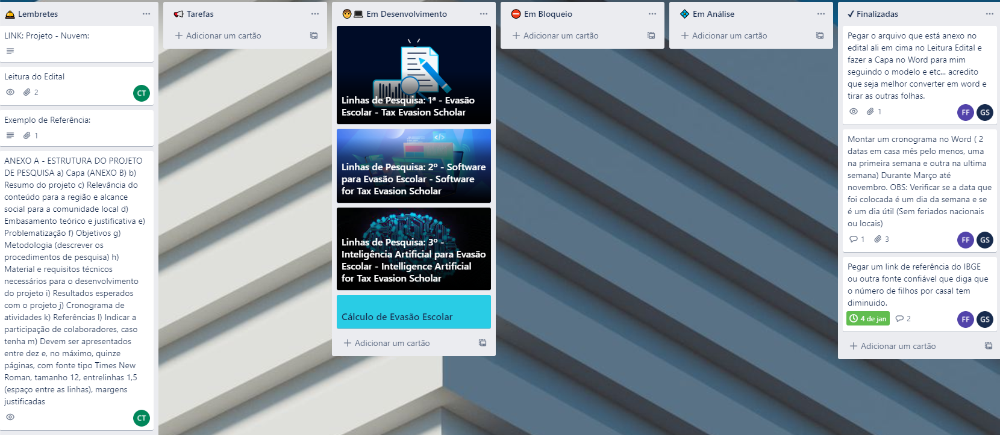 Lembretes
LINK: Projeto - Nuvem:
Leitura do Edital
2
CT
Exemplo de Referência:
1
ANEXO A - ESTRUTURA DO PROJETO
DE PESQUISA a) Capa (ANEXO B) b)
Resumo do projeto c) Relevância do
conteúdo para a região e alcance
social para a comunidade local d)
Embasamento teórico e justificativa e)
Problematização f) Objetivos g)
Metodologia (descrever os
procedimentos de pesquisa) h)
Material e requisitos técnicos
necessários para o desenvolvimento
do projeto i) Resultados esperados
com o projeto j) Cronograma de
atividades k) Referências l) Indicar a
participação de colaboradores, caso
tenha m) Devem ser apresentados
entre dez e, no máximo, quinze
páginas, com fonte tipo Times New
Roman, tamanho 12, entrelinhas 1,5
(espaço entre as linhas), margens
justificadas
CT
Tarefas
Adicionar um cartão
Em Desenvolvimento
Linhas de Pesquisa: 1ª - Evasão
Escolar - Tax Evasion Scholar
Linhas de Pesquisa: 2º - Software
para Evasão Escolar - Software
for Tax Evasion Scholar
Linhas de Pesquisa: 3º -
Inteligência Artificial para Evasão
Escolar - Intelligence Artificial
for Tax Evasion Scholar
Cálculo de Evasão Escolar
Adicionar um cartão
Em Bloqueio
Adicionar um cartão
Em Análise
Adicionar um cartão
Finalizadas
Pegar o arquivo que está anexo no
edital ali em cima no Leitura Edital e
fazer a Capa no Word para mim
seguindo o modelo e etc... acredito
que seja melhor converter em word e
tirar as outras folhas.
1
FF GS
Montar um cronograma no Word ( 2
datas em casa mês pelo menos, uma
na primeira semana e outra na ultima
semana) Durante Março até
novembro. OBS: Verificar se a data que
foi colocada é um dia da semana e se
é um dia útil (Sem feriados nacionais
ou locais)
1 3
FF GS
Pegar um link de referência do IBGE
ou outra fonte confiável que diga que
o número de filhos por casal tem
diminuido.
4 de jan 2
FF GS
Adicionar um cartão